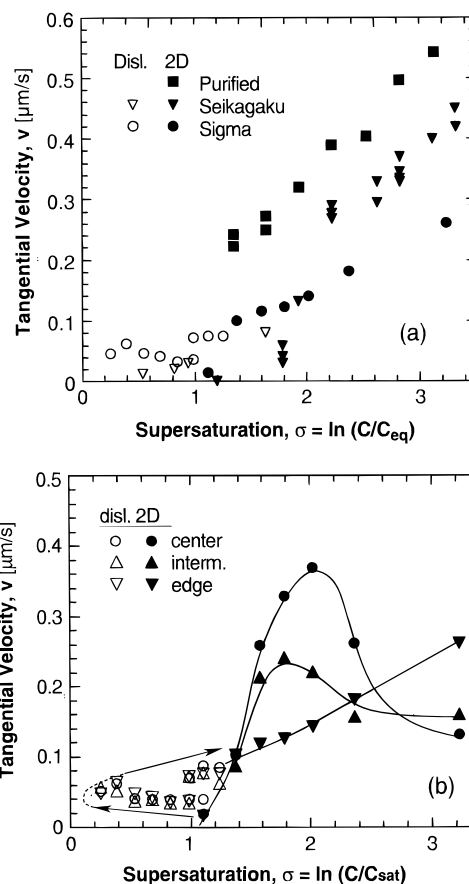 0.6
(a)
Disl. 2D
Purified
Seikagaku
Sigma
0.5
0.4
0.3
0.2
0.1
0
Tangential Velocity, v [μm/s]
0 1 2 3
Supersaturation, σ = ln (C/Ceq)
0.5
disl. 2D
center
interm.
edge
0.4
0.3
0.2
0.1
0
Tangential Velocity, v [μm/s]
(b)
0 1 2 3
Supersaturation, σ = ln (C/Csat)